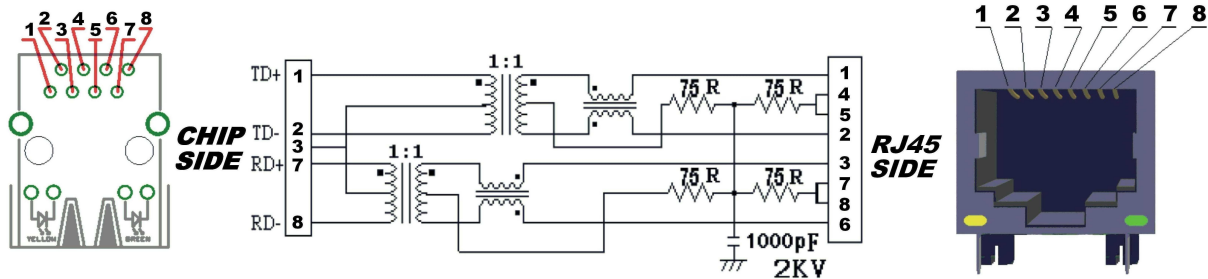 2 4 6 8
1 3 5 7
YELLOW GREEN
CHIP
SIDE
TD+ 1
TD- 2
3
RD+ 7
RD- 8
1:1
1:1
75 R 75 R
75 R 75 R
1000pF
2KV
1
4
5
2
3
7
8
6
RJ45
SIDE
1 2 3 4 5 6 7 8